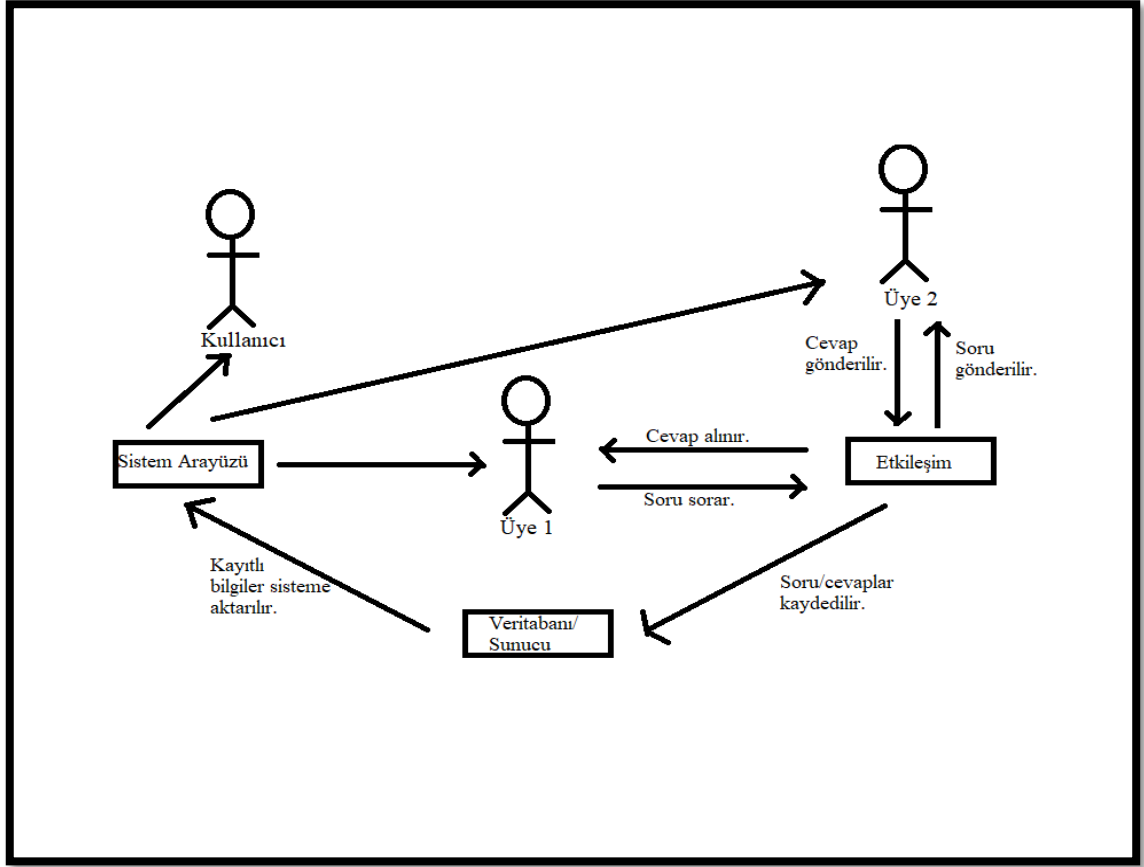 Kullanıcı
Üye 2
Cevap
gönderilir.
Soru
gönderilir.
Sistem Arayüzü
Üye 1
Cevap alınır.
Soru sorar.
Etkileşim
Kayıtlı
bilgiler sisteme
aktarılır.
Veritabanı/
Sunucu
Soru/cevaplar
kaydedilir.